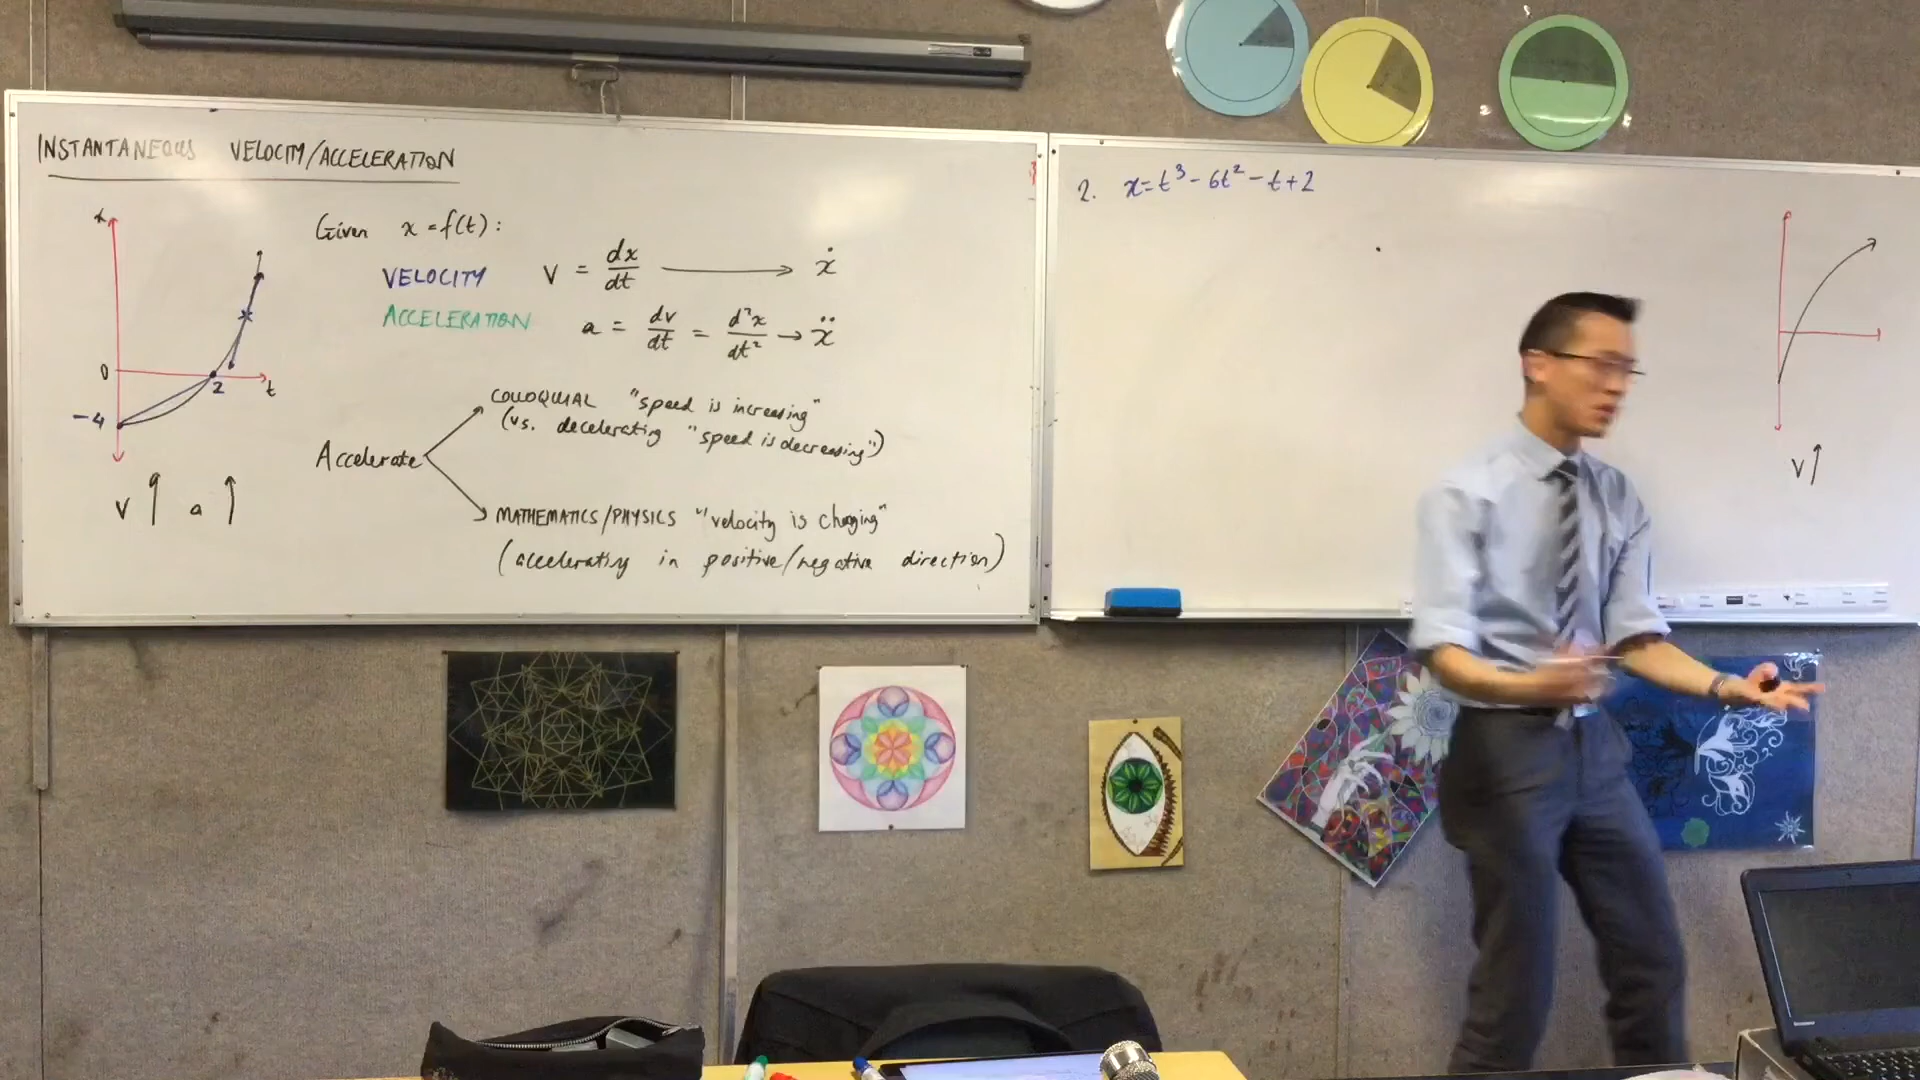 INSTANTANEOUS VELOCITY/ACCELERATION
x
0
2
t
-4
v ↑ a ↑
Given x = f(t):
VELOCITY v = dx/dt → ẋ
ACCELERATION a = dv/dt = d²x/dt² → ẍ
Accelerate
COLLOQUIAL "speed is increasing"
(vs. decelerating "speed is decreasing")
MATHEMATICS/PHYSICS "velocity is changing"
(accelerating in positive/negative direction)
2. x = t³ - 6t² - t + 2
v ↑